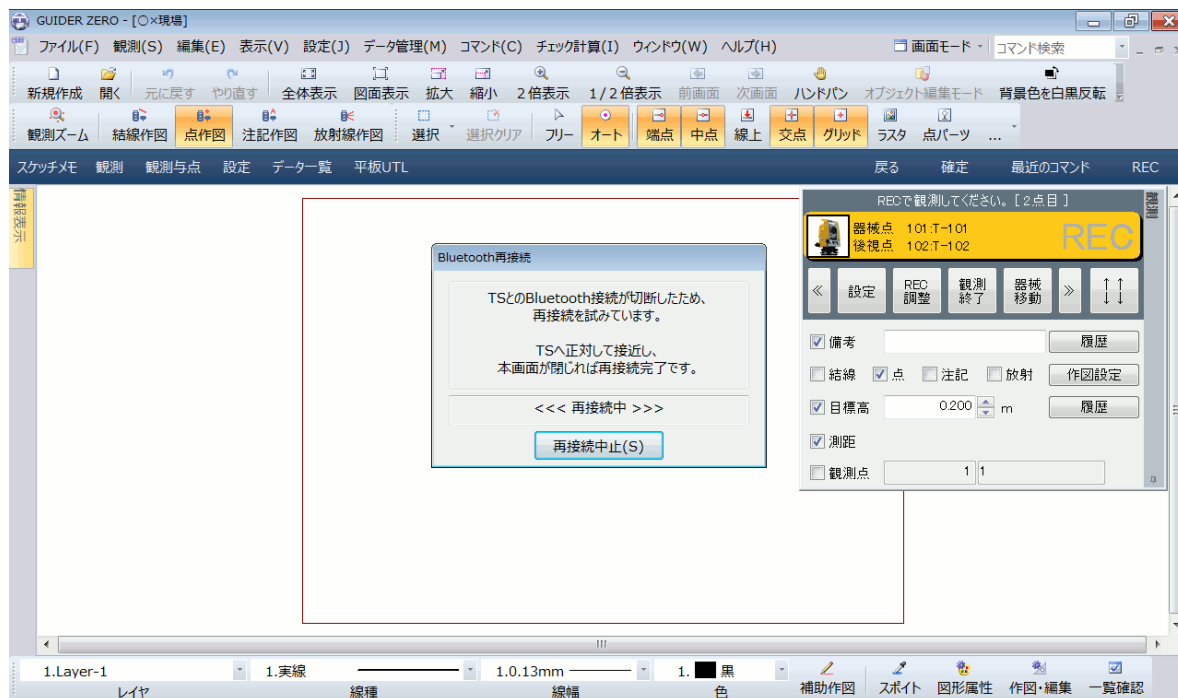 GUIDER ZERO - [○×現場]
ファイル(F) 観測(S) 編集(E) 表示(V) 設定(J) データ管理(M) コマンド(C) チェック計算(I) ウィンドウ(W) ヘルプ(H) 画面モード コマンド検索
新規作成 開く 元に戻す やり直す 全体表示 図面表示 拡大 縮小 2倍表示 1/2倍表示 前画面 次画面 ハンドパン オブジェクト編集モード 背景色を白黒反転
観測ズーム 結線作図 点作図 注記作図 放射線作図 選択 選択クリア フリー オート 端点 中点 線上 交点 グリッド ラスタ 点パーツ ...
スケッチメモ 観測 観測与点 設定 データ一覧 平板UTL 戻る 確定 最近のコマンド REC
情報表示
Bluetooth再接続
TSとのBluetooth接続が切断したため、
再接続を試みています。
TSへ正対して接近し、
本画面が閉じれば再接続完了です。
<<< 再接続中 >>>
再接続中止(S)
RECで観測してください。[2点目]
観測
器械点 101:T-101
後視点 102:T-102
REC
≪ 設定 REC調整 観測終了 器械移動 ≫ ↑↑↓↓
備考 履歴
結線 点 注記 放射 作図設定
目標高 0.200 m 履歴
測距
観測点 1 1
1.Layer-1 1.実線 1.0.13mm 1. 黒
レイヤ 線種 線幅 色 補助作図 スポイト 図形属性 作図・編集 一覧確認